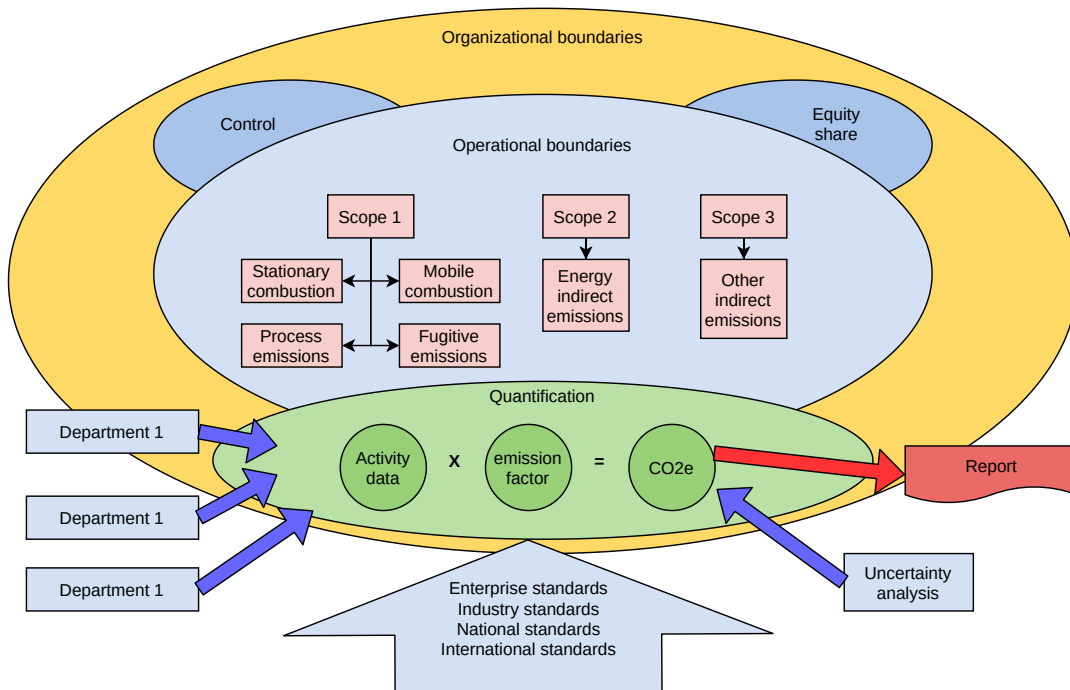 Organizational boundaries
Control
Equity
share
Operational boundaries
Scope 1
Scope 2
Scope 3
Stationary
combustion
Mobile
combustion
Energy
indirect
emissions
Other
indirect
emissions
Process
emissions
Fugitive
emissions
Quantification
Department 1
Activity
data
X
emission
factor
=
CO2e
Report
Department 1
Department 1
Uncertainty
analysis
Enterprise standards
Industry standards
National standards
International standards